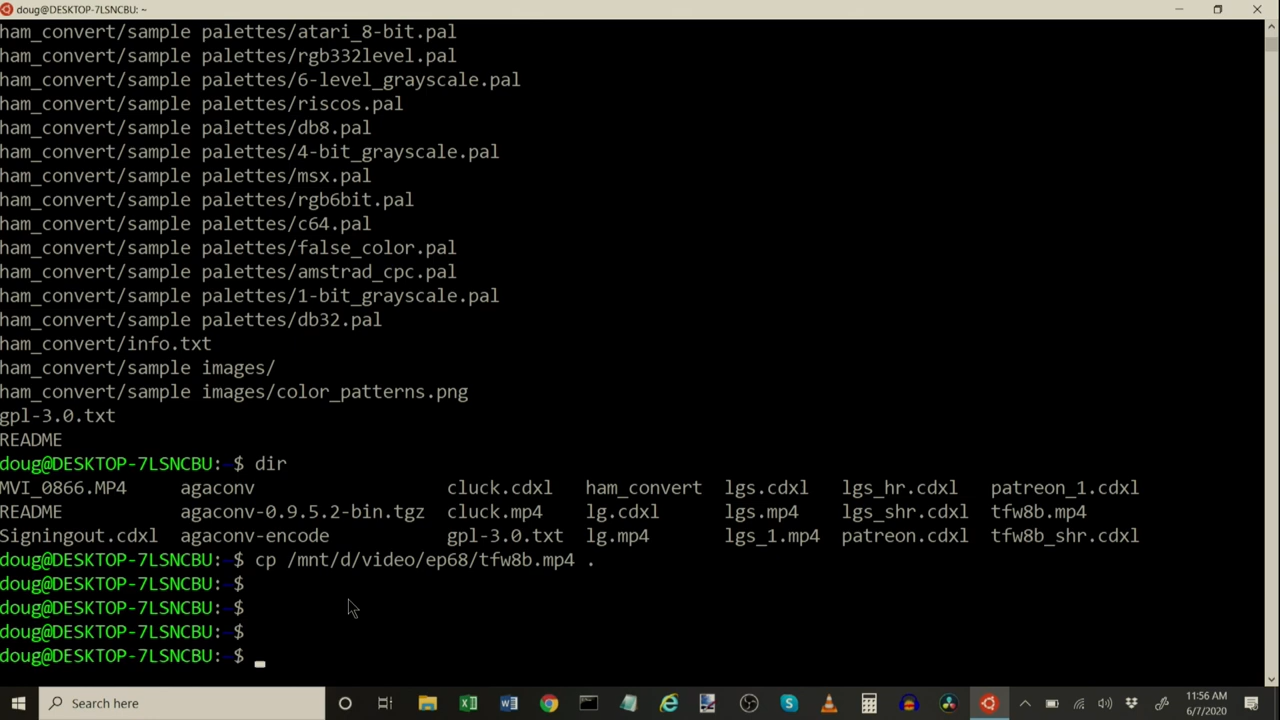 doug@DESKTOP-7LSNCBU: ~
ham_convert/sample palettes/atari_8-bit.pal
ham_convert/sample palettes/rgb332level.pal
ham_convert/sample palettes/6-level_grayscale.pal
ham_convert/sample palettes/riscos.pal
ham_convert/sample palettes/db8.pal
ham_convert/sample palettes/4-bit_grayscale.pal
ham_convert/sample palettes/msx.pal
ham_convert/sample palettes/rgb6bit.pal
ham_convert/sample palettes/c64.pal
ham_convert/sample palettes/false_color.pal
ham_convert/sample palettes/amstrad_cpc.pal
ham_convert/sample palettes/1-bit_grayscale.pal
ham_convert/sample palettes/db32.pal
ham_convert/info.txt
ham_convert/sample images/
ham_convert/sample images/color_patterns.png
gpl-3.0.txt
README
doug@DESKTOP-7LSNCBU:~$ dir
MVI_0866.MP4 agaconv cluck.cdxl ham_convert lgs.cdxl lgs_hr.cdxl patreon_1.cdxl
README agaconv-0.9.5.2-bin.tgz cluck.mp4 lg.cdxl lgs.mp4 lgs_shr.cdxl tfw8b.mp4
Signingout.cdxl agaconv-encode gpl-3.0.txt lg.mp4 lgs_1.mp4 patreon.cdxl tfw8b_shr.cdxl
doug@DESKTOP-7LSNCBU:~$ cp /mnt/d/video/ep68/tfw8b.mp4 .
doug@DESKTOP-7LSNCBU:~$
doug@DESKTOP-7LSNCBU:~$
doug@DESKTOP-7LSNCBU:~$
doug@DESKTOP-7LSNCBU:~$
Search here
11:56 AM
6/7/2020